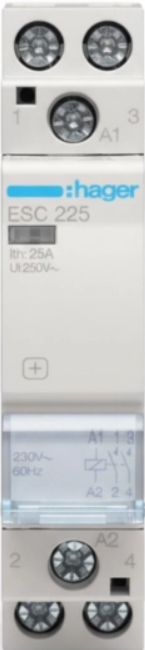 1 3
A1
:hager
ESC 225
Ith: 25A
Ui:250V~
230V~
60Hz
A1 1 3
A2 2 4
A2
2 4